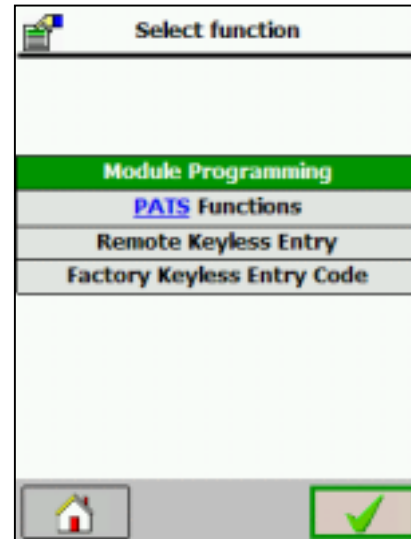 Select function
Module Programming
PATS Functions
Remote Keyless Entry
Factory Keyless Entry Code